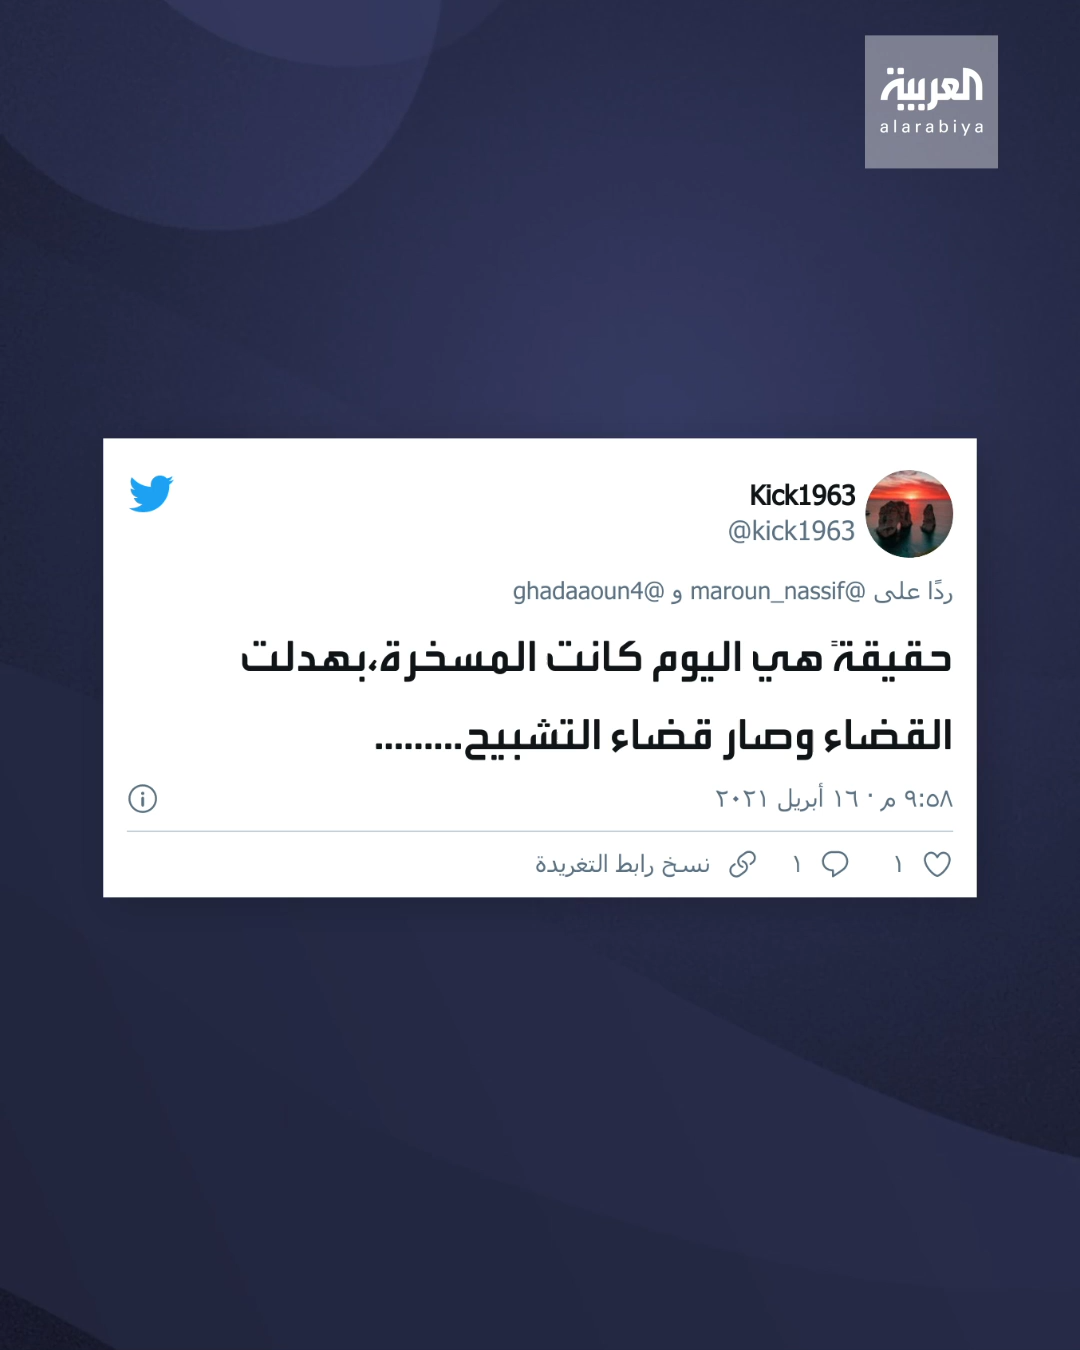 العربية
alarabiya
Kick1963
@kick1963
ردًا على @maroun_nassif و @ghadaaoun4
حقيقةً هي اليوم كانت المسخرة،بهدلت
القضاء وصار قضاء التشبيح.........
٩:٥٨ م · ١٦ أبريل ٢٠٢١
١ ١ نسخ رابط التغريدة